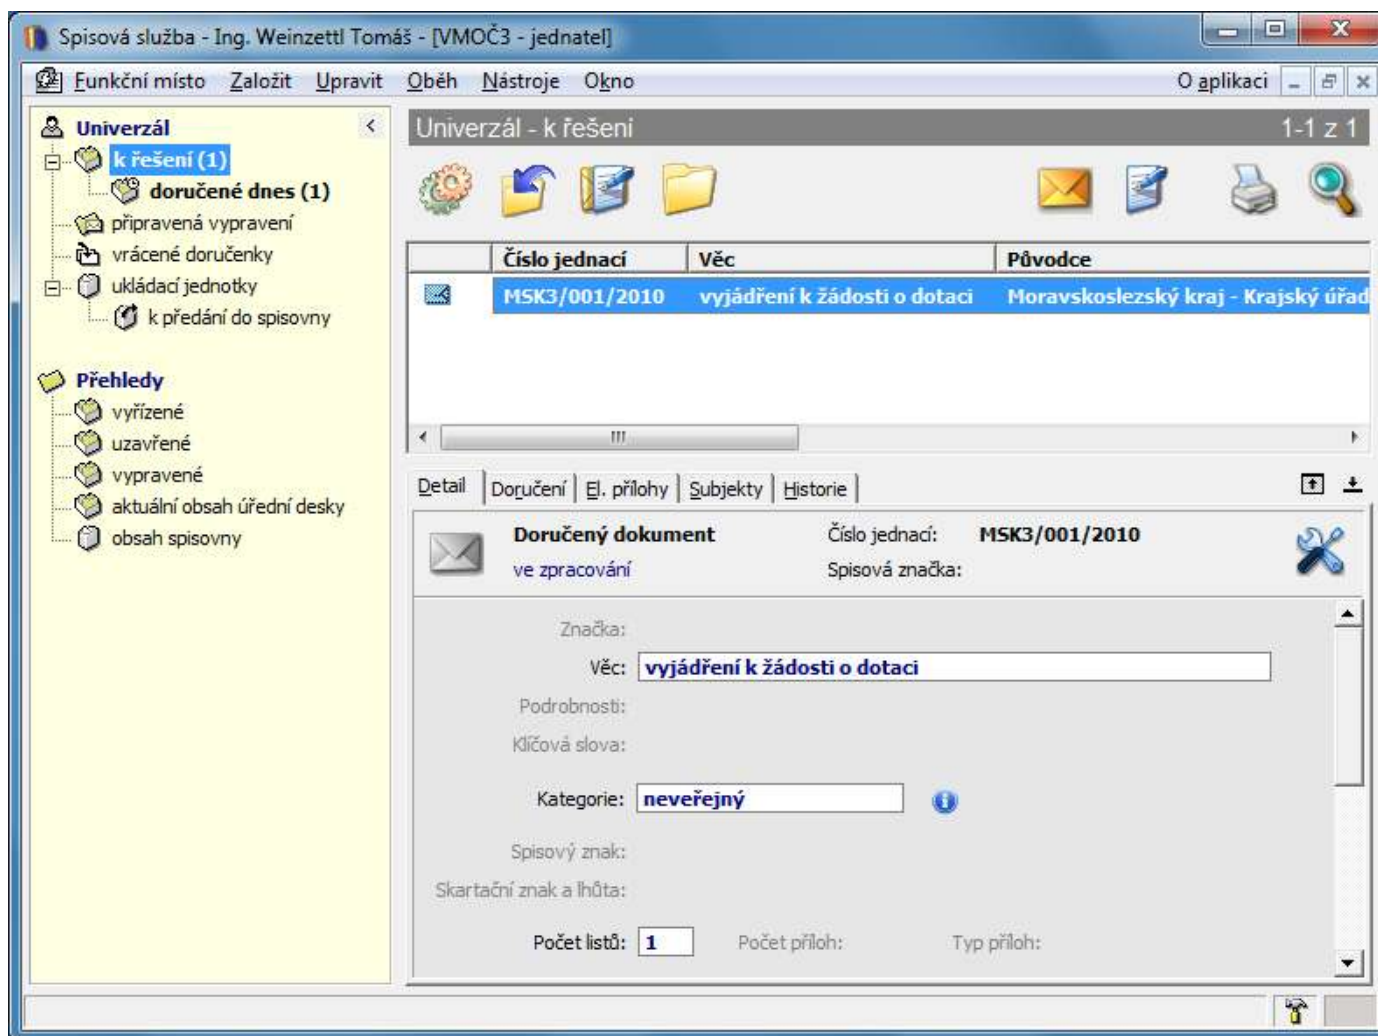 Spisová služba - Ing. Weinzettl Tomáš - [VMOČ3 - jednatel]
Funkční místo Založit Upravit Oběh Nástroje Okno O aplikaci
Univerzál
k řešení (1)
doručené dnes (1)
připravená vypravení
vrácené doručenky
ukládací jednotky
k předání do spisovny
Přehledy
vyřízené
uzavřené
vypravené
aktuální obsah úřední desky
obsah spisovny
Univerzál - k řešení 1-1 z 1
Číslo jednací Věc Původce
MSK3/001/2010 vyjádření k žádosti o dotaci Moravskoslezský kraj - Krajský úřad
Detail Doručení El. přílohy Subjekty Historie
Doručený dokument Číslo jednací: MSK3/001/2010
ve zpracování Spisová značka:
Značka:
Věc: vyjádření k žádosti o dotaci
Podrobnosti:
Klíčová slova:
Kategorie: neveřejný
Spisový znak:
Skartační znak a lhůta:
Počet listů: 1 Počet příloh: Typ příloh: